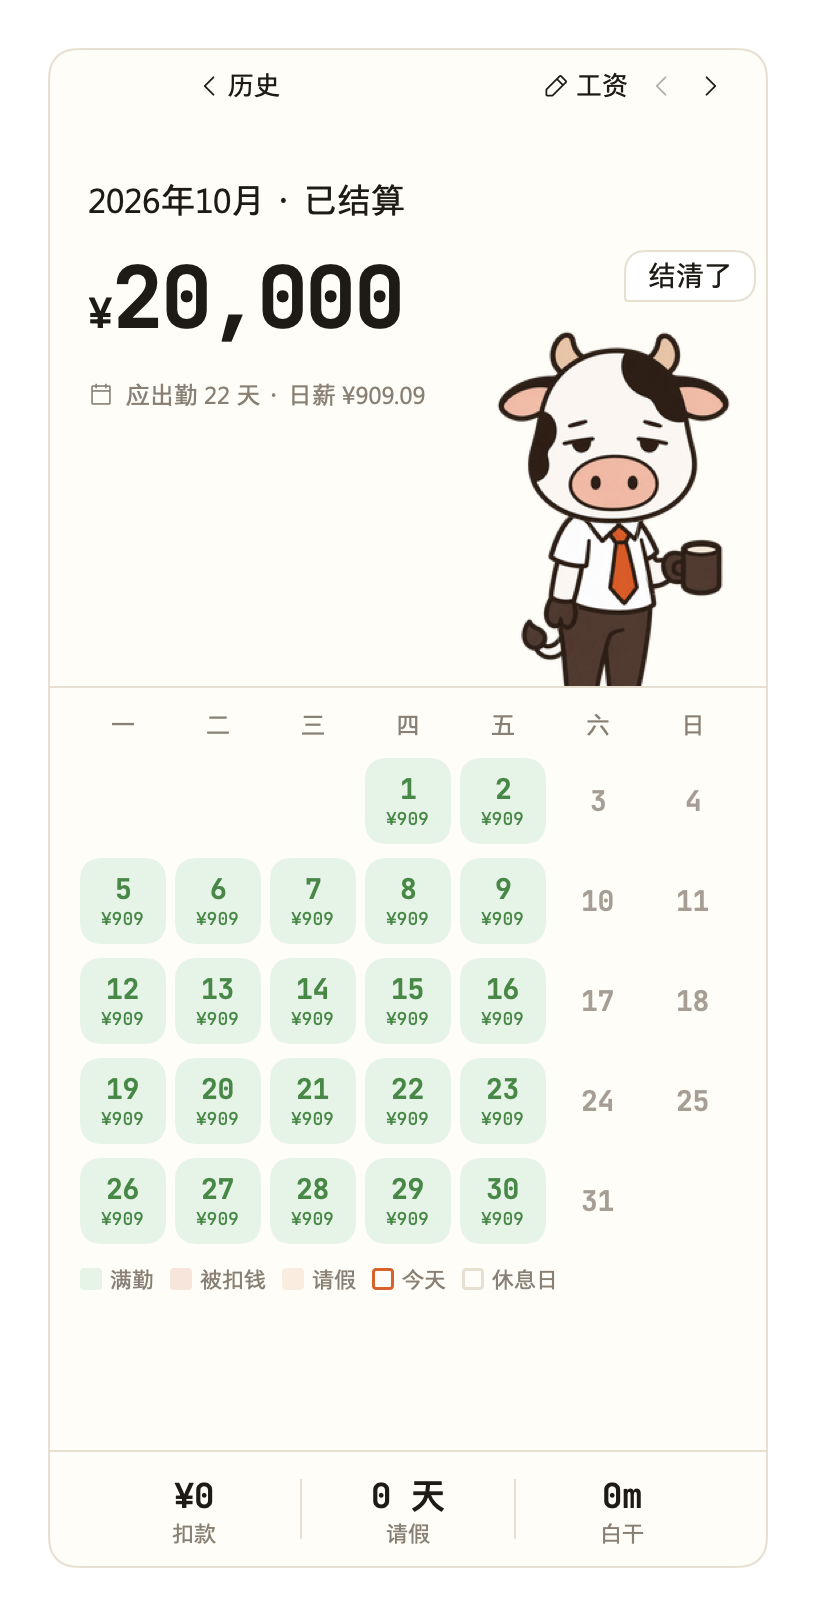 历史 工资
2026年10月 · 已结算
¥20,000
结清了
应出勤 22 天 · 日薪 ¥909.09
一 二 三 四 五 六 日
1 2 3 4
¥909 ¥909
5 6 7 8 9 10 11
¥909 ¥909 ¥909 ¥909 ¥909
12 13 14 15 16 17 18
¥909 ¥909 ¥909 ¥909 ¥909
19 20 21 22 23 24 25
¥909 ¥909 ¥909 ¥909 ¥909
26 27 28 29 30 31
¥909 ¥909 ¥909 ¥909 ¥909
满勤 被扣钱 请假 今天 休息日
¥0 0 天 0m
扣款 请假 白干